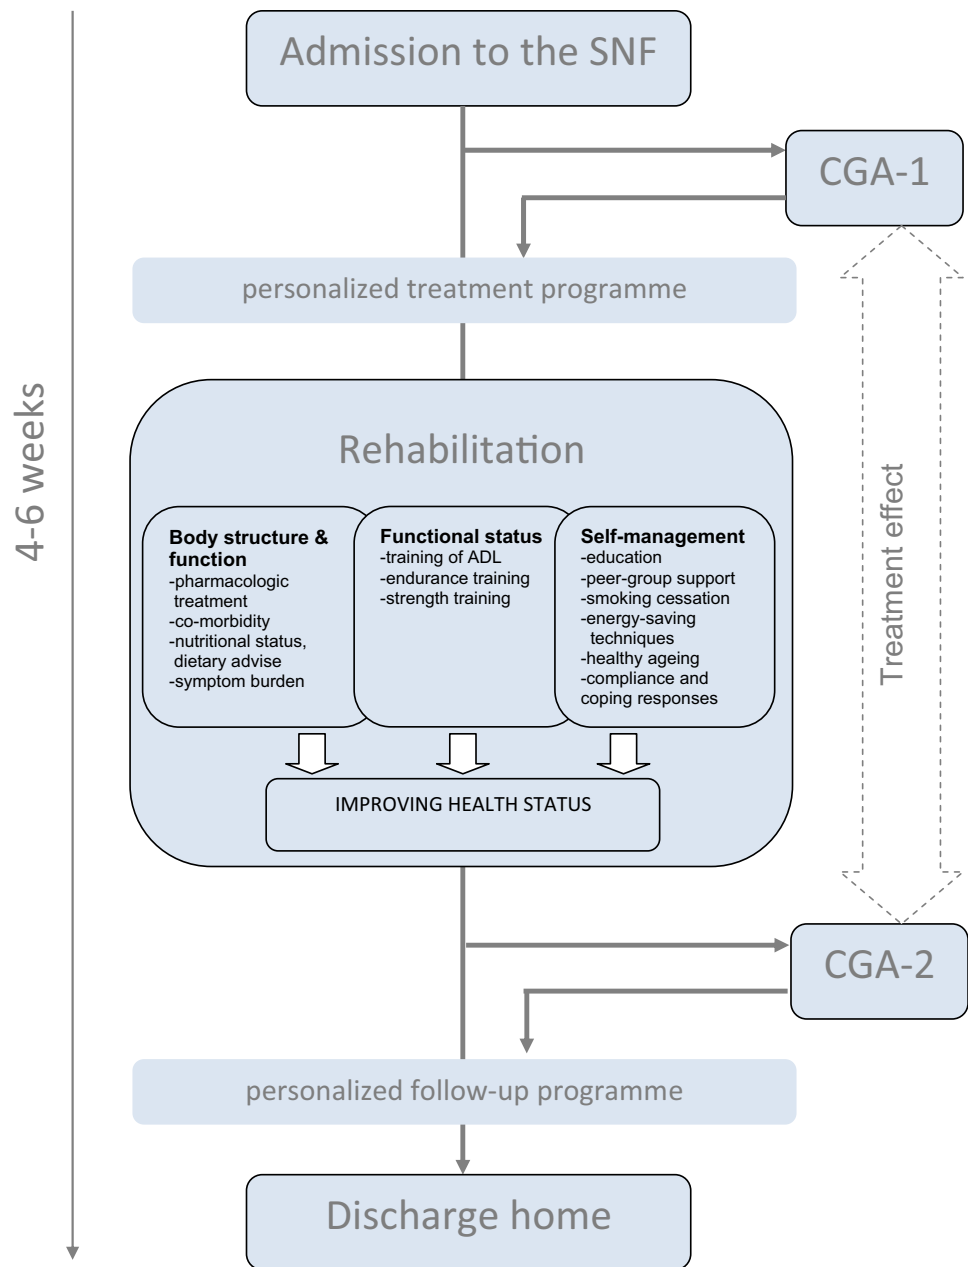 Admission to the SNF
CGA-1
personalized treatment programme
4-6 weeks
Rehabilitation
Body structure &
function
-pharmacologic
treatment
-co-morbidity
-nutritional status,
dietary advise
-symptom burden
Functional status
-training of ADL
-endurance training
-strength training
Self-management
-education
-peer-group support
-smoking cessation
-energy-saving
techniques
-healthy ageing
-compliance and
coping responses
IMPROVING HEALTH STATUS
Treatment effect
CGA-2
personalized follow-up programme
Discharge home